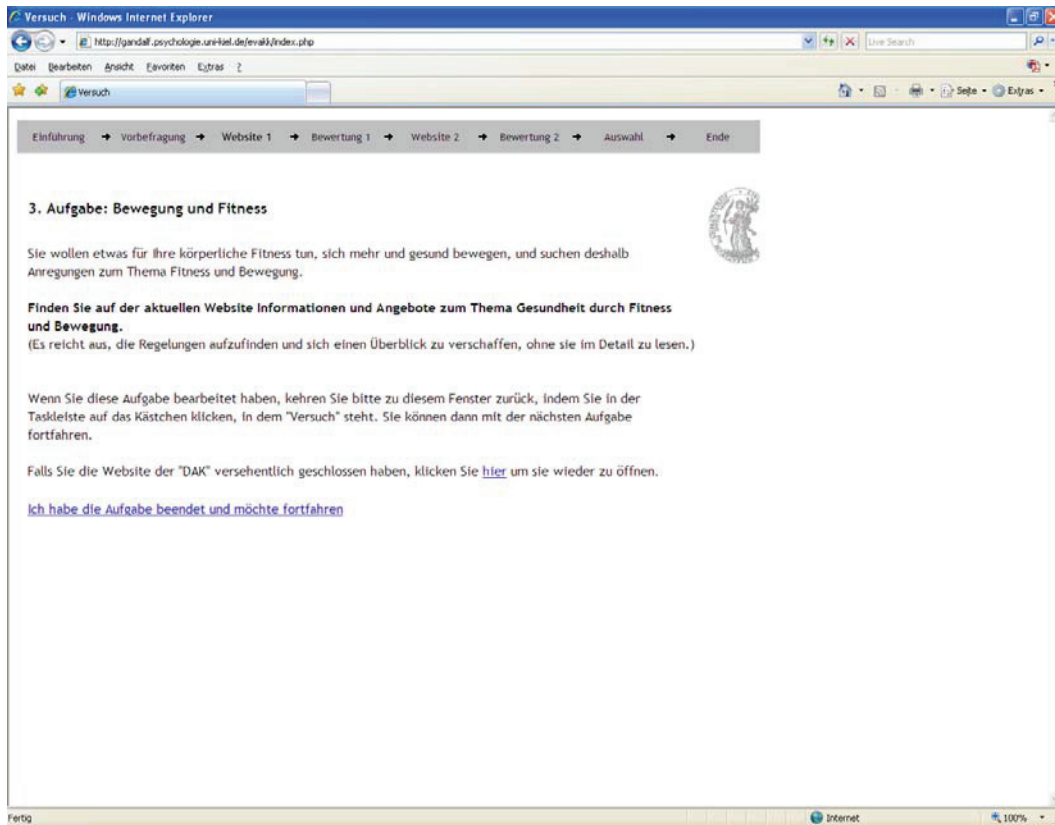 Versuch - Windows Internet Explorer
http://gandalf.psychologie.uni-kiel.de/evakk/index.php
Live Search
Datei Bearbeiten Ansicht Favoriten Extras ?
Versuch
Seite Extras
Einführung → Vorbefragung → Website 1 → Bewertung 1 → Website 2 → Bewertung 2 → Auswahl → Ende
3. Aufgabe: Bewegung und Fitness
Sie wollen etwas für Ihre körperliche Fitness tun, sich mehr und gesund bewegen, und suchen deshalb
Anregungen zum Thema Fitness und Bewegung.
Finden Sie auf der aktuellen Website Informationen und Angebote zum Thema Gesundheit durch Fitness
und Bewegung.
(Es reicht aus, die Regelungen aufzufinden und sich einen Überblick zu verschaffen, ohne sie im Detail zu lesen.)
Wenn Sie diese Aufgabe bearbeitet haben, kehren Sie bitte zu diesem Fenster zurück, indem Sie in der
Taskleiste auf das Kästchen klicken, in dem "Versuch" steht. Sie können dann mit der nächsten Aufgabe
fortfahren.
Falls Sie die Website der "DAK" versehentlich geschlossen haben, klicken Sie hier um sie wieder zu öffnen.
Ich habe die Aufgabe beendet und möchte fortfahren
Fertig
Internet
100%